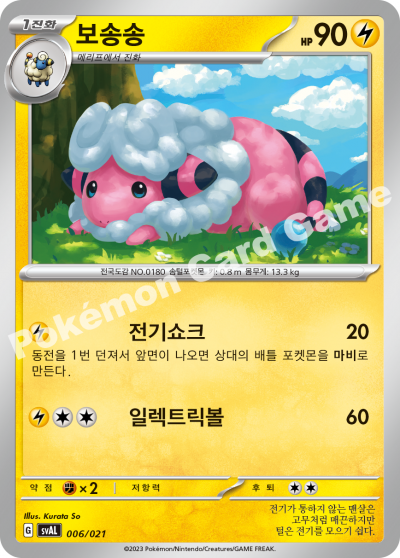 1진화
보송송
HP 90
메리프에서 진화
전국도감 NO.0180 솜털포켓몬 키: 0.8 m 몸무게: 13.3 kg
Pokémon Card Game
전기쇼크 20
동전을 1번 던져서 앞면이 나오면 상대의 배틀 포켓몬을 마비로
만든다.
일렉트릭볼 60
약점 ×2 저항력 후퇴
Illus. Kurata So
G svAL 006/021
전기가 통하지 않는 맨살은
고무처럼 매끈하지만
털은 전기를 모으기 쉽다.
©2023 Pokémon/Nintendo/Creatures/GAME FREAK.